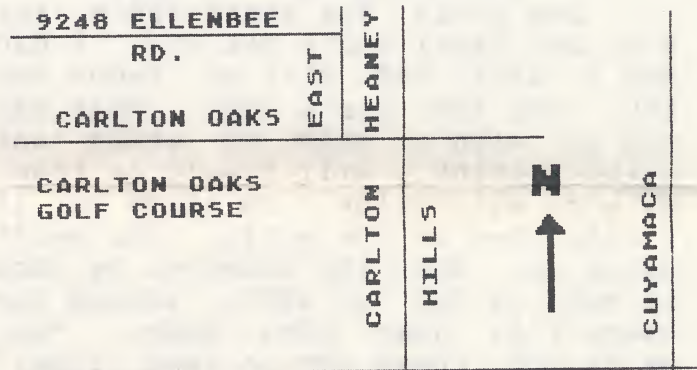 9248 ELLENBEE
RD.
EAST
HEANEY
CARLTON OAKS
CARLTON OAKS
GOLF COURSE
CARLTON
HILLS
N
CUYAMACA